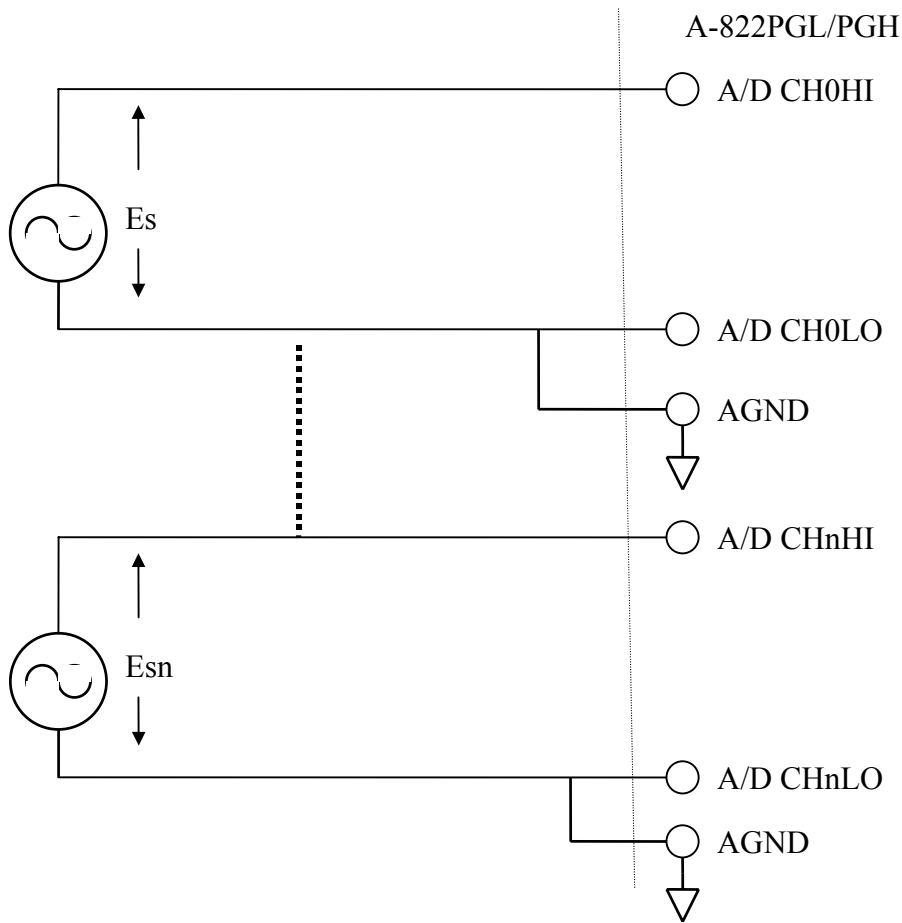 A-822PGL/PGH
A/D CH0HI
Es
A/D CH0LO
AGND
A/D CHnHI
Esn
A/D CHnLO
AGND